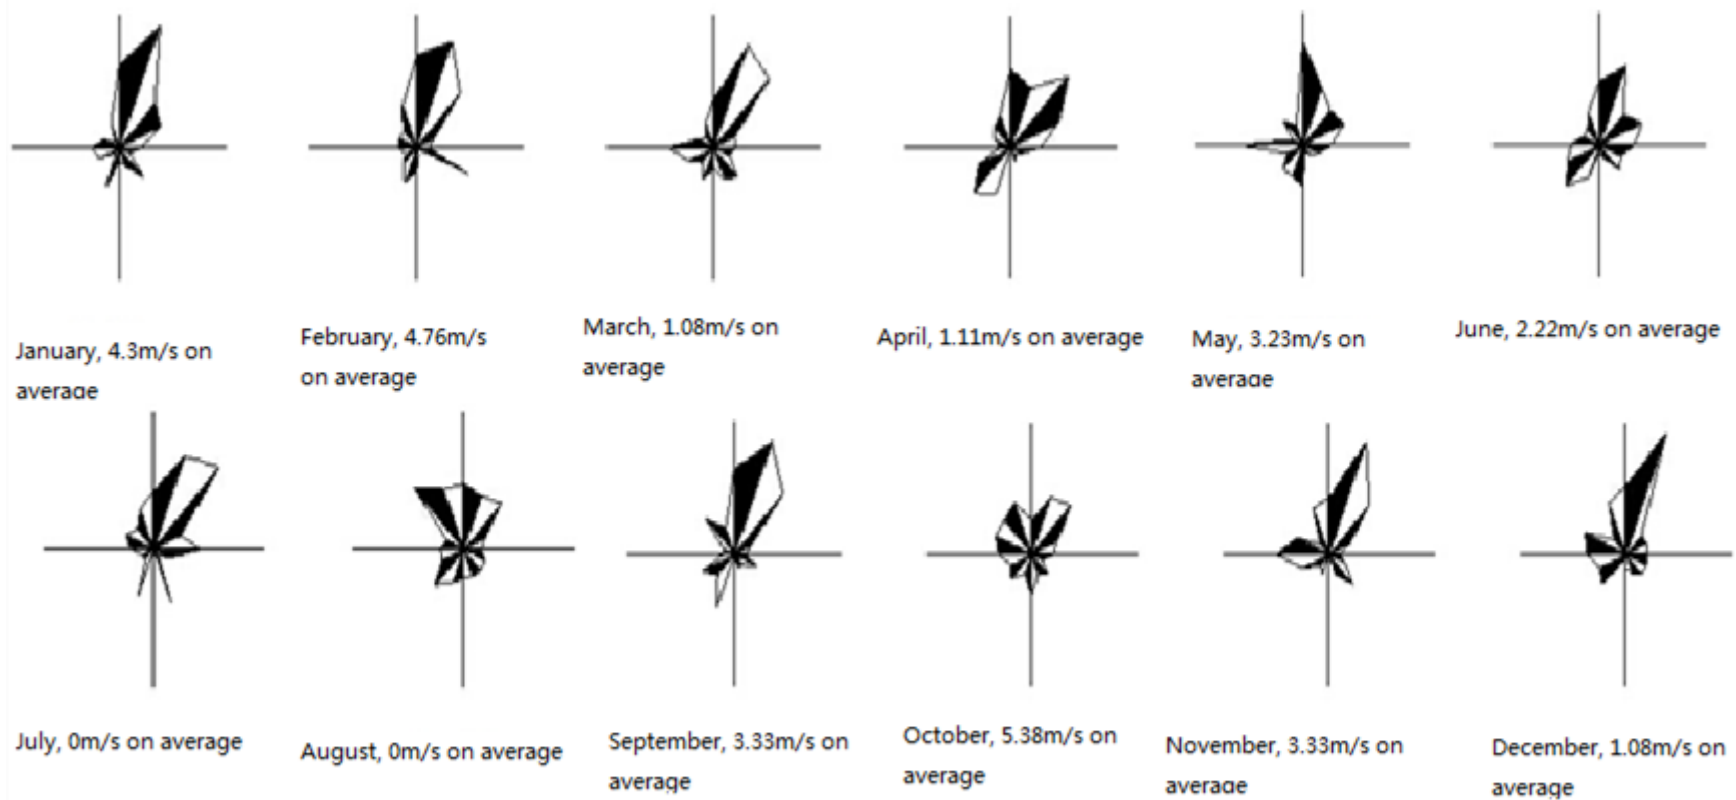 January, 4.3m/s on
average
February, 4.76m/s
on average
March, 1.08m/s on
average
April, 1.11m/s on average
May, 3.23m/s on
average
June, 2.22m/s on average
July, 0m/s on average
August, 0m/s on average
September, 3.33m/s on
average
October, 5.38m/s on
average
November, 3.33m/s on
average
December, 1.08m/s on
average